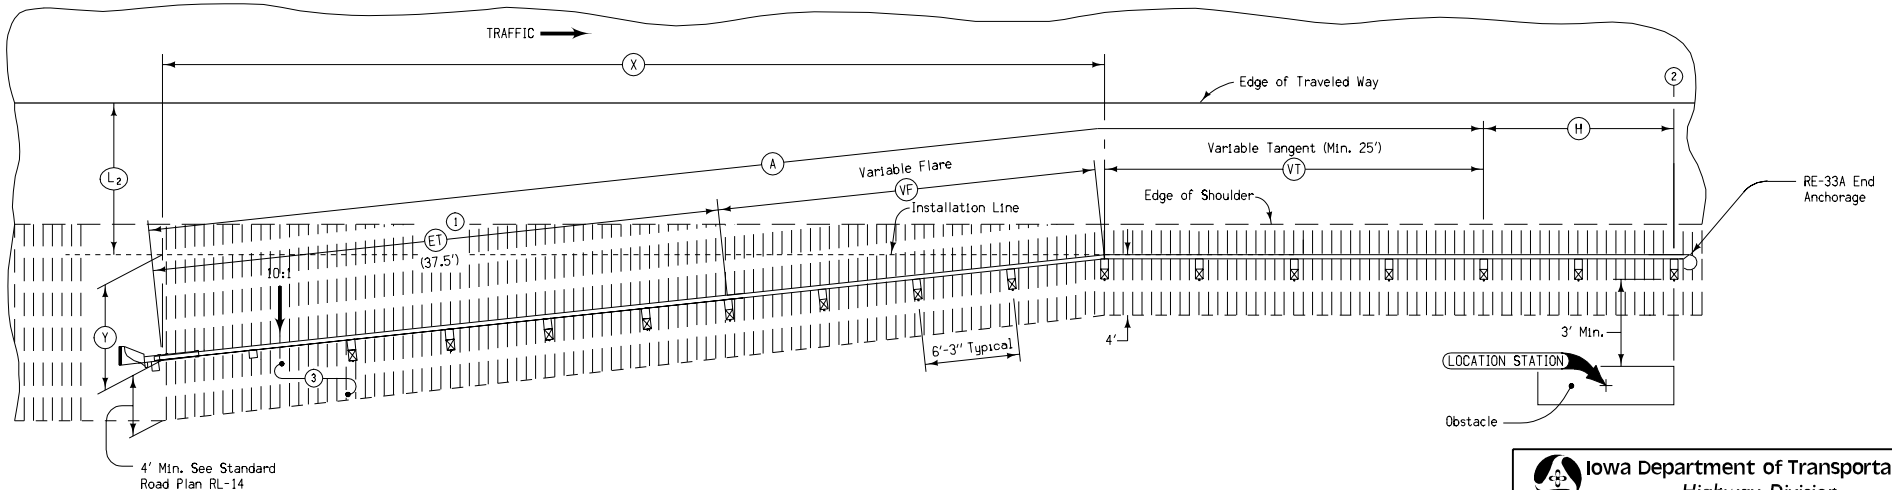 TRAFFIC
X
2
Edge of Traveled Way
H
A
Variable Tangent (Min. 25')
Variable Flare
L2
VT
VF
RE-33A End
Anchorage
Edge of Shoulder
1
Installation Line
ET
(37.5')
10:1
Y
3' Min.
4'
6'-3" Typical
LOCATION STATION
3
Obstacle
4' Min. See Standard
Road Plan RL-14
Iowa Department of Transporta
Highway Division